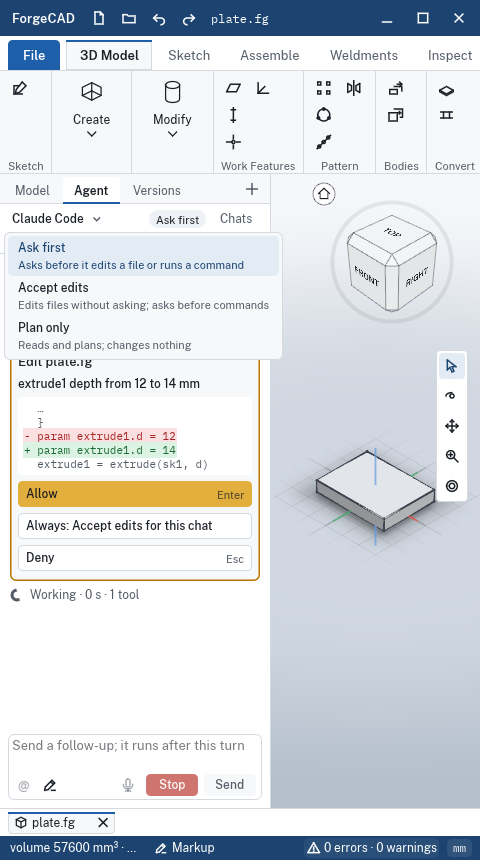 ForgeCAD plate.fg
File 3D Model Sketch Assemble Weldments Inspect
Create Modify
Sketch Work Features Pattern Bodies Convert
Model Agent Versions
Claude Code Ask first Chats
Ask first
Asks before it edits a file or runs a command
Accept edits
Edits files without asking; asks before commands
Plan only
Reads and plans; changes nothing
Edit plate.fg
extrude1 depth from 12 to 14 mm
…
}
- param extrude1.d = 12
+ param extrude1.d = 14
extrude1 = extrude(sk1, d)
Allow Enter
Always: Accept edits for this chat
Deny Esc
Working · 0 s · 1 tool
TOP
FRONT RIGHT
Send a follow-up; it runs after this turn
@ Stop Send
plate.fg
volume 57600 mm³ · ... Markup 0 errors · 0 warnings mm